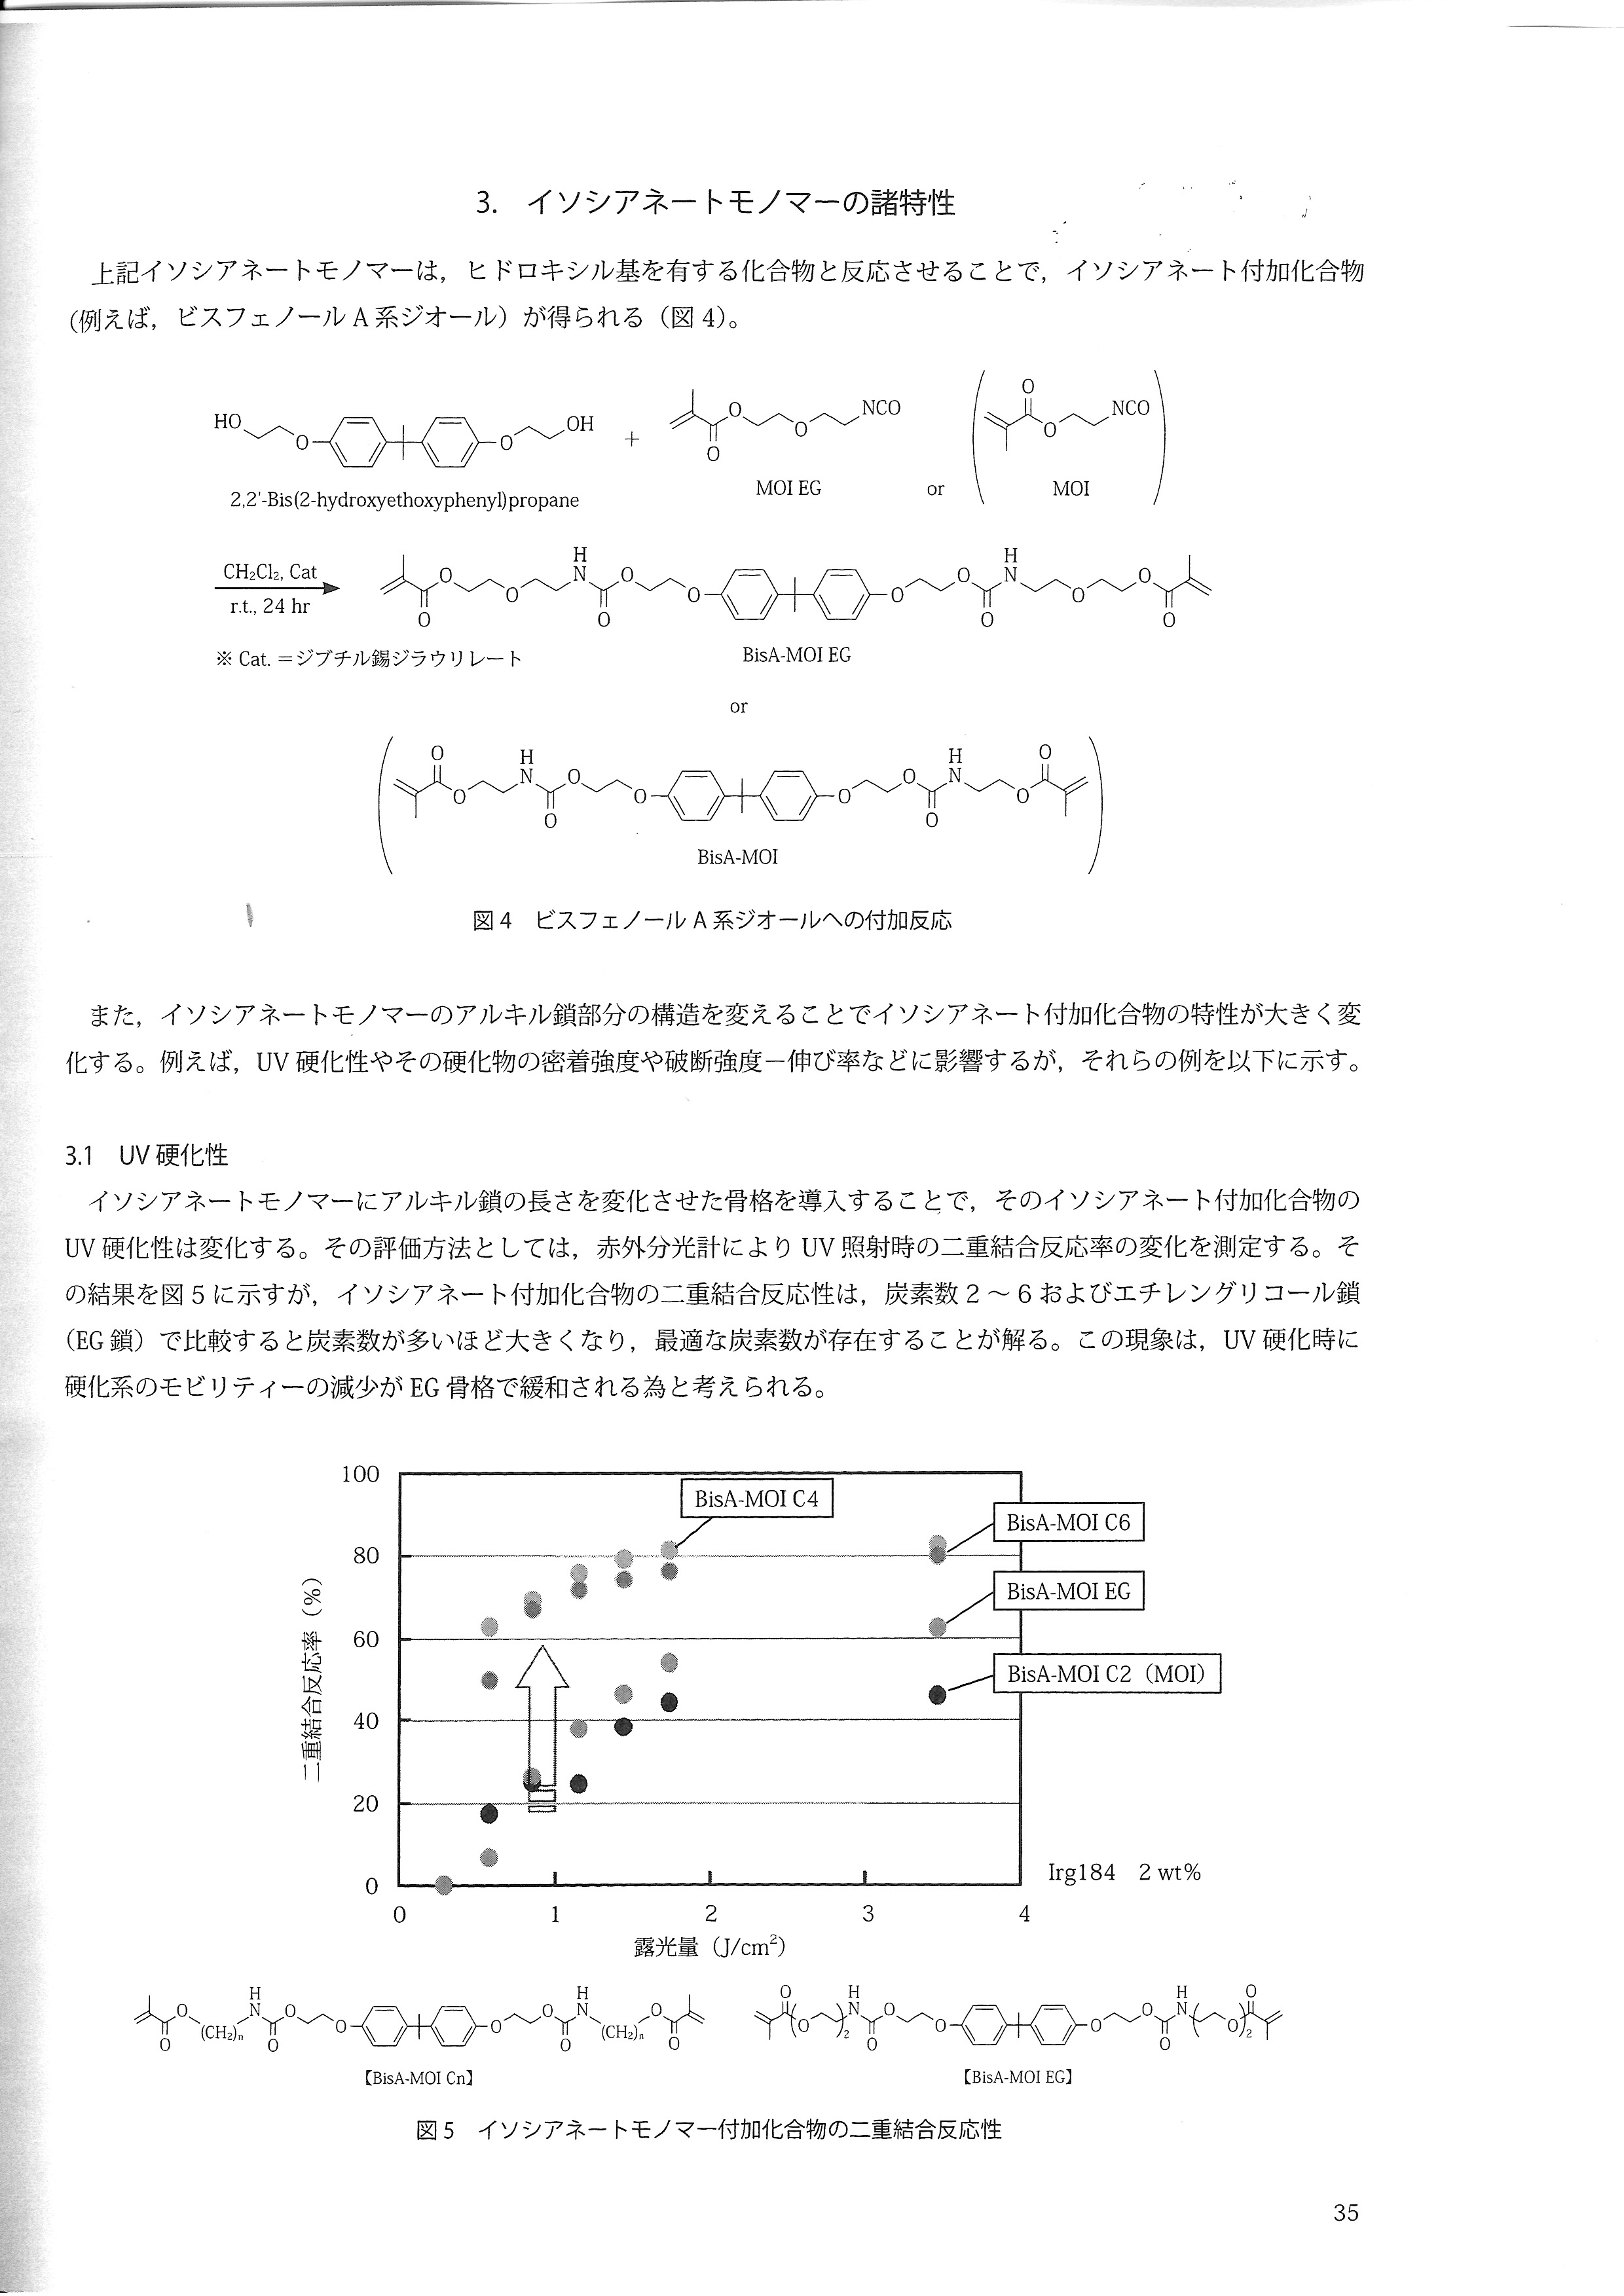 3. イソシアネートモノマーの諸特性
上記イソシアネートモノマーは，ヒドロキシル基を有する化合物と反応させることで，イソシアネート付加化合物
(例えば，ビスフェノール A 系ジオール）が得られる（図 4）。
HO
O
O
OH
+
O
O
O
NCO
O
O
NCO
2,2'-Bis(2-hydroxyethoxyphenyl)propane
MOI EG
or
MOI
CH₂Cl₂, Cat
r.t., 24 hr
O
O
O
H
N
O
O
O
O
O
O
H
N
O
O
O
※ Cat. ＝ジブチル錫ジラウリレート
BisA-MOI EG
or
O
O
H
N
O
O
O
O
O
O
H
N
O
O
BisA-MOI
図 4 ビスフェノール A 系ジオールへの付加反応
また，イソシアネートモノマーのアルキル鎖部分の構造を変えることでイソシアネート付加化合物の特性が大きく変
化する。例えば，UV 硬化性やその硬化物の密着強度や破断強度－伸び率などに影響するが，それらの例を以下に示す。
3.1 UV 硬化性
イソシアネートモノマーにアルキル鎖の長さを変化させた骨格を導入することで，そのイソシアネート付加化合物の
UV 硬化性は変化する。その評価方法としては，赤外分光計により UV 照射時の二重結合反応率の変化を測定する。そ
の結果を図 5 に示すが，イソシアネート付加化合物の二重結合反応性は，炭素数 2 ～ 6 およびエチレングリコール鎖
（EG 鎖）で比較すると炭素数が多いほど大きくなり，最適な炭素数が存在することが解る。この現象は，UV 硬化時に
硬化系のモビリティーの減少が EG 骨格で緩和される為と考えられる。
二重結合反応率（%）
100
80
60
40
20
0
BisA-MOI C4
BisA-MOI C6
BisA-MOI EG
BisA-MOI C2（MOI）
Irg184 2 wt%
0 1 2 3 4
露光量（J/cm²）
O
O
(CH₂)n
H
N
O
O
O
O
O
O
H
N
(CH₂)n
O
O
O
(O
)2
H
N
O
O
O
O
O
O
H
N
(
O)2
O
【BisA-MOI Cn】
【BisA-MOI EG】
図 5 イソシアネートモノマー付加化合物の二重結合反応性
35